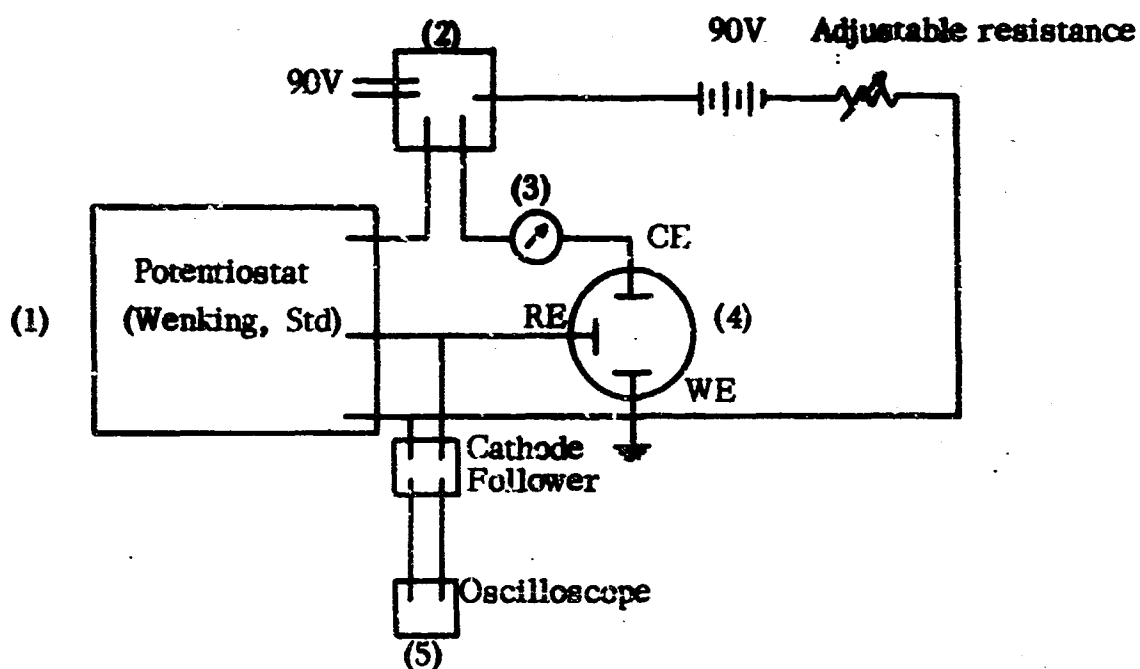 (2)
90V Adjustable resistance
90V
(3)
CE
Potentiostat
(1)
(Wenking, Std)
RE
(4)
WE
Cathode
Follower
Oscilloscope
(5)